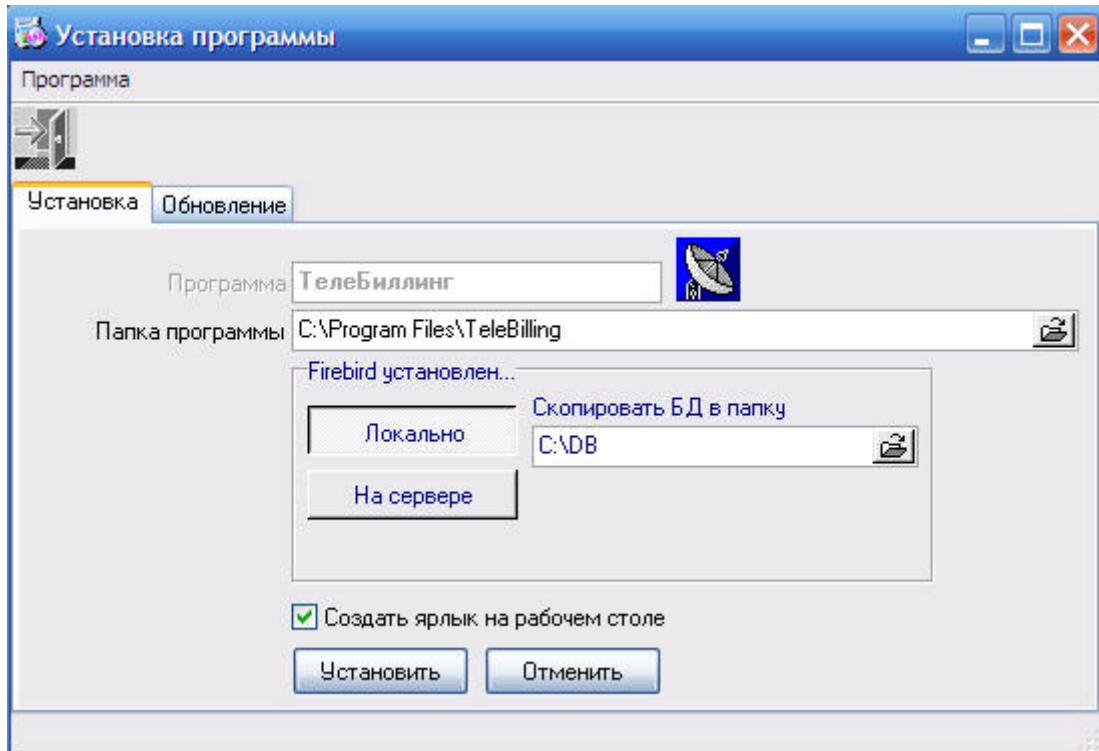 Установка программы
Программа
Установка Обновление
Программа ТелеБиллинг
Папка программы C:\Program Files\TeleBilling
Firebird установлен...
Скопировать БД в папку
Локально C:\DB
На сервере
Создать ярлык на рабочем столе
Установить Отменить